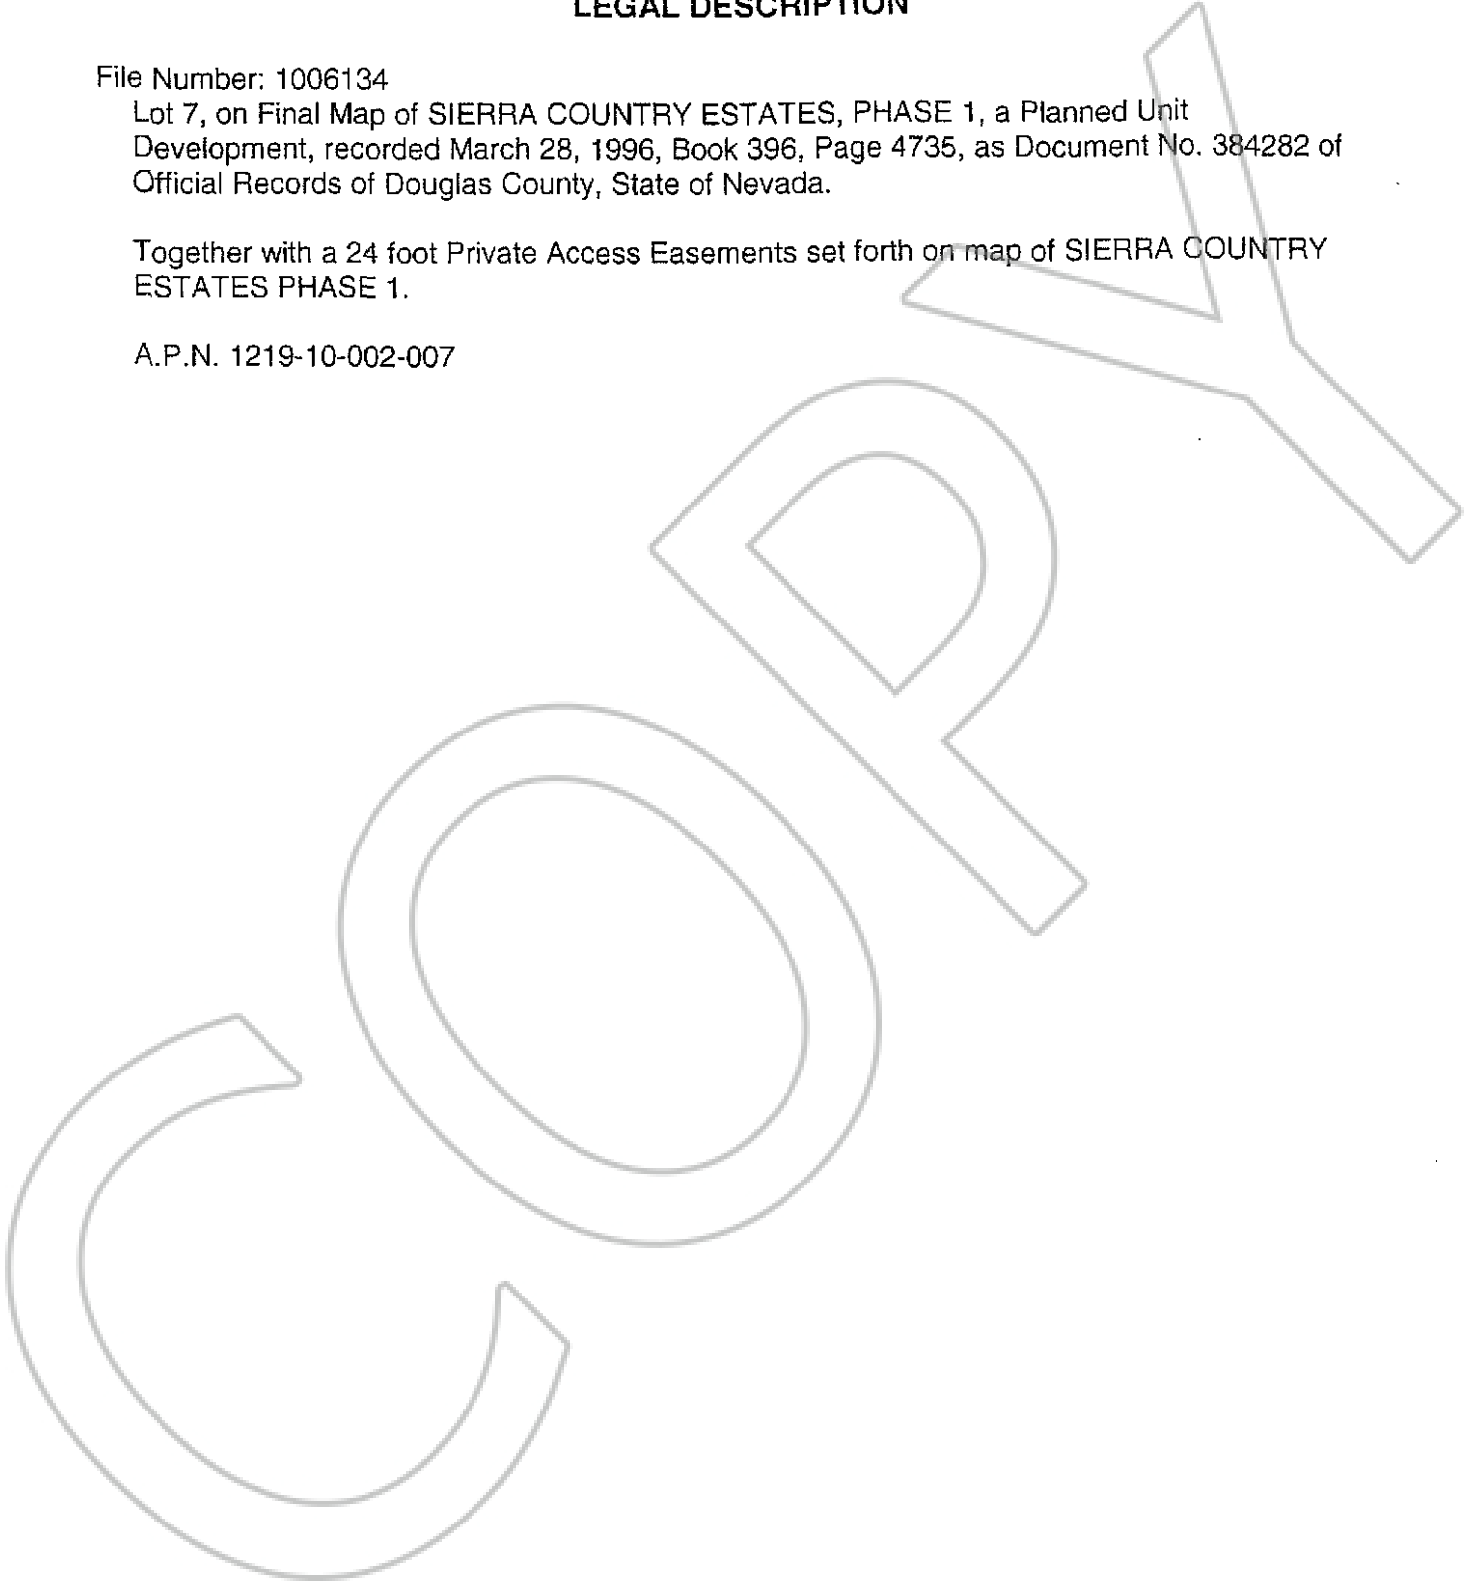 LEGAL DESCRIPTION
File Number: 1006134
Lot 7, on Final Map of SIERRA COUNTRY ESTATES, PHASE 1, a Planned Unit
Development, recorded March 28, 1996, Book 396, Page 4735, as Document No. 384282 of
Official Records of Douglas County, State of Nevada.
Together with a 24 foot Private Access Easements set forth on map of SIERRA COUNTRY
ESTATES PHASE 1.
A.P.N. 1219-10-002-007
COPY